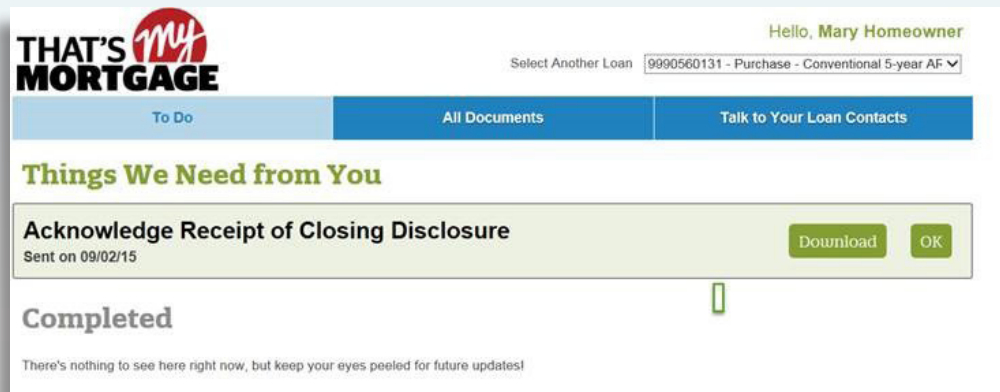 THAT'S my
MORTGAGE
Hello, Mary Homeowner
Select Another Loan 9990560131 - Purchase - Conventional 5-year AF
To Do All Documents Talk to Your Loan Contacts
Things We Need from You
Acknowledge Receipt of Closing Disclosure
Sent on 09/02/15
Download OK
Completed
There's nothing to see here right now, but keep your eyes peeled for future updates!